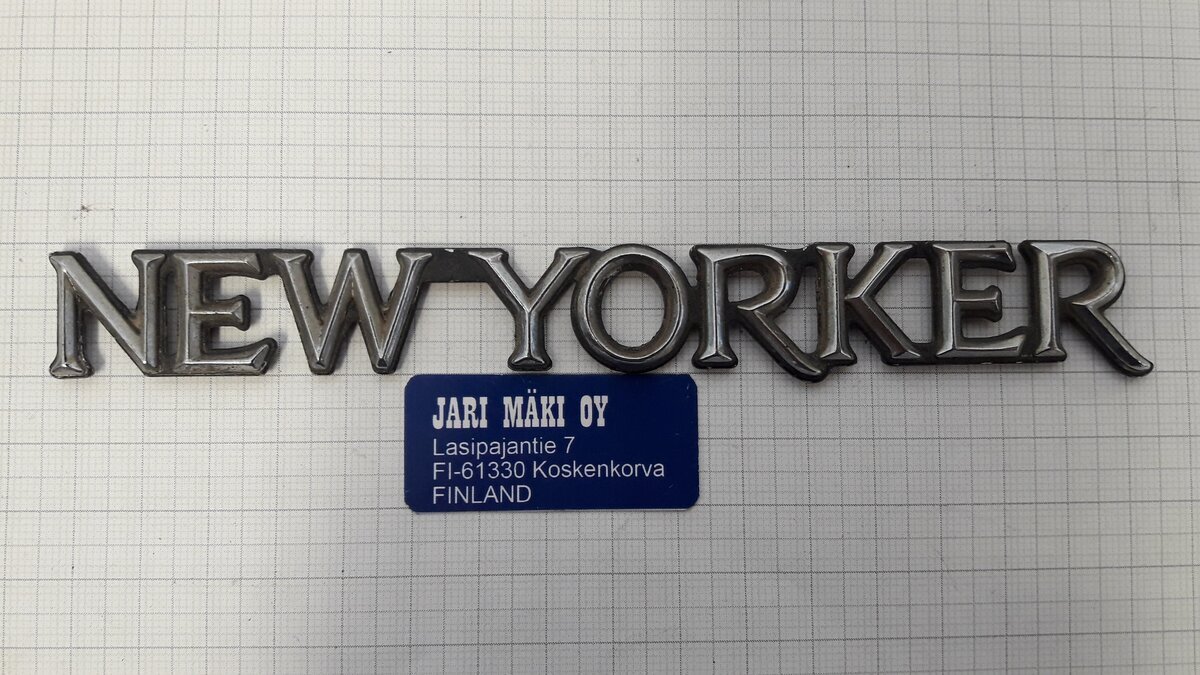 NEW YORKER
JARI MÄKI OY
Lasipajantie 7
FI-61330 Koskenkorva
FINLAND